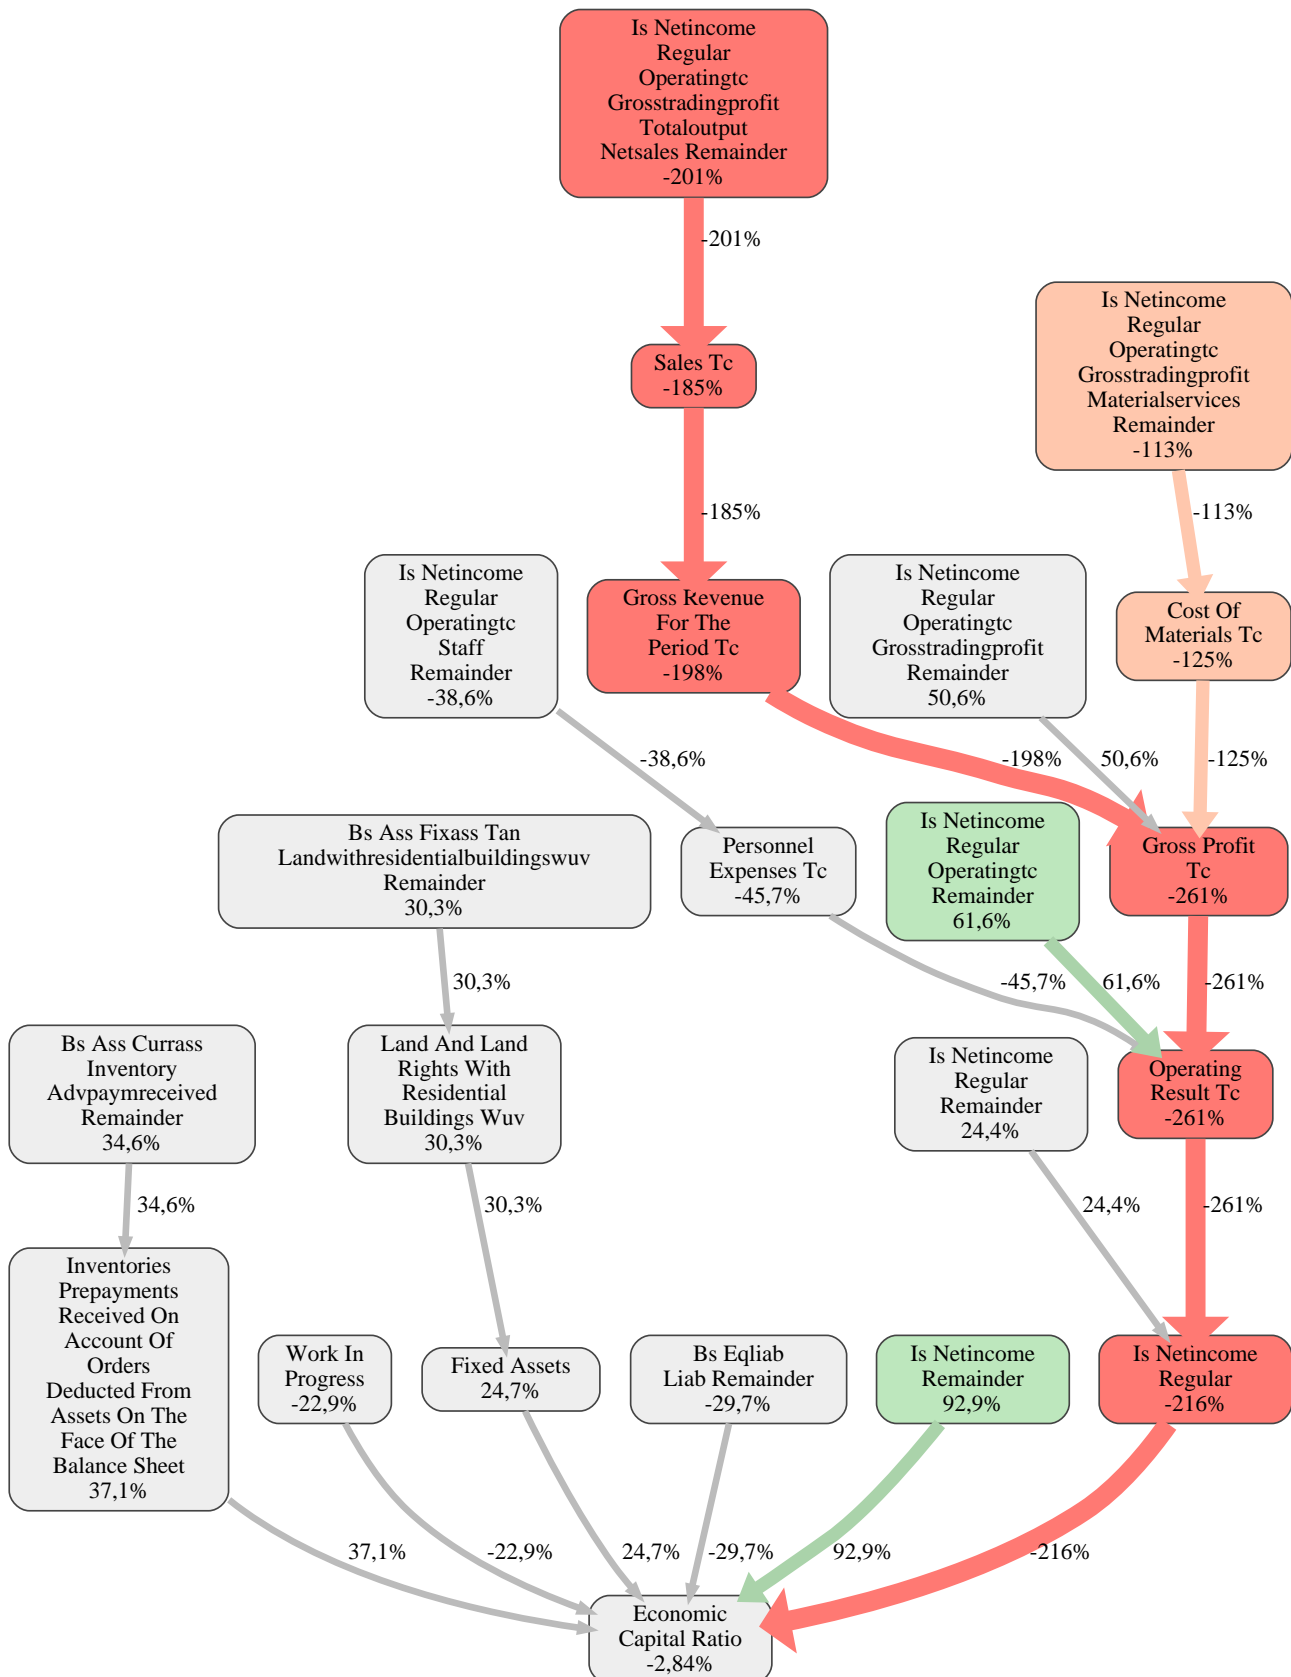 Is Netincome
Regular
Operatingtc
Grosstradingprofit
Totaloutput
Netsales Remainder
-201%
-201%
Is Netincome
Regular
Operatingtc
Grosstradingprofit
Materialservices
Remainder
-113%
Sales Tc
-185%
-185%
-113%
Is Netincome
Regular
Operatingtc
Staff
Remainder
-38,6%
Gross Revenue
For The
Period Tc
-198%
Is Netincome
Regular
Operatingtc
Grosstradingprofit
Remainder
50,6%
Cost Of
Materials Tc
-125%
-38,6%
-198%
50,6%
-125%
Bs Ass Fixass Tan
Landwithresidentialbuildingswuv
Remainder
30,3%
Personnel
Expenses Tc
-45,7%
Is Netincome
Regular
Operatingtc
Remainder
61,6%
Gross Profit
Tc
-261%
30,3%
-45,7%
61,6%
-261%
Bs Ass Currass
Inventory
Advpaymreceived
Remainder
34,6%
Land And Land
Rights With
Residential
Buildings Wuv
30,3%
Is Netincome
Regular
Remainder
24,4%
Operating
Result Tc
-261%
34,6%
30,3%
24,4%
-261%
Inventories
Prepayments
Received On
Account Of
Orders
Deducted From
Assets On The
Face Of The
Balance Sheet
37,1%
Work In
Progress
-22,9%
Fixed Assets
24,7%
Bs Eqliab
Liab Remainder
-29,7%
Is Netincome
Remainder
92,9%
Is Netincome
Regular
-216%
37,1%
-22,9%
24,7%
-29,7%
92,9%
-216%
Economic
Capital Ratio
-2,84%